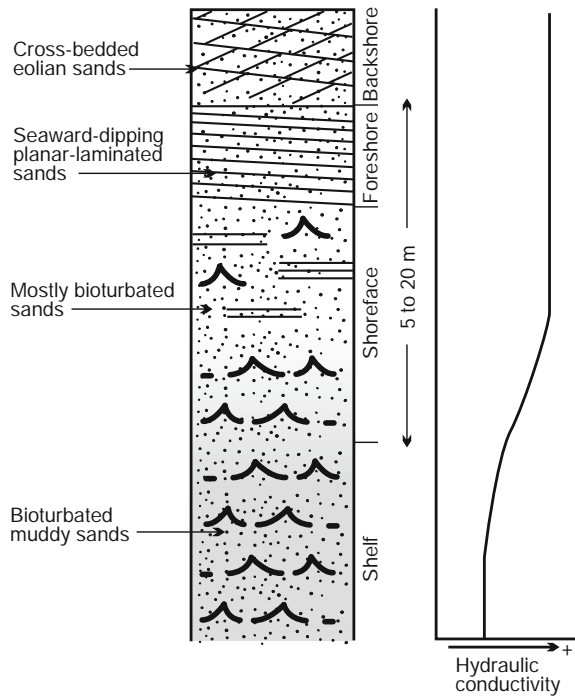 Cross-bedded
eolian sands
Backshore
Seaward-dipping
planar-laminated
sands
Foreshore
Mostly bioturbated
sands
Shoreface
5 to 20 m
Bioturbated
muddy sands
Shelf
+
Hydraulic
conductivity